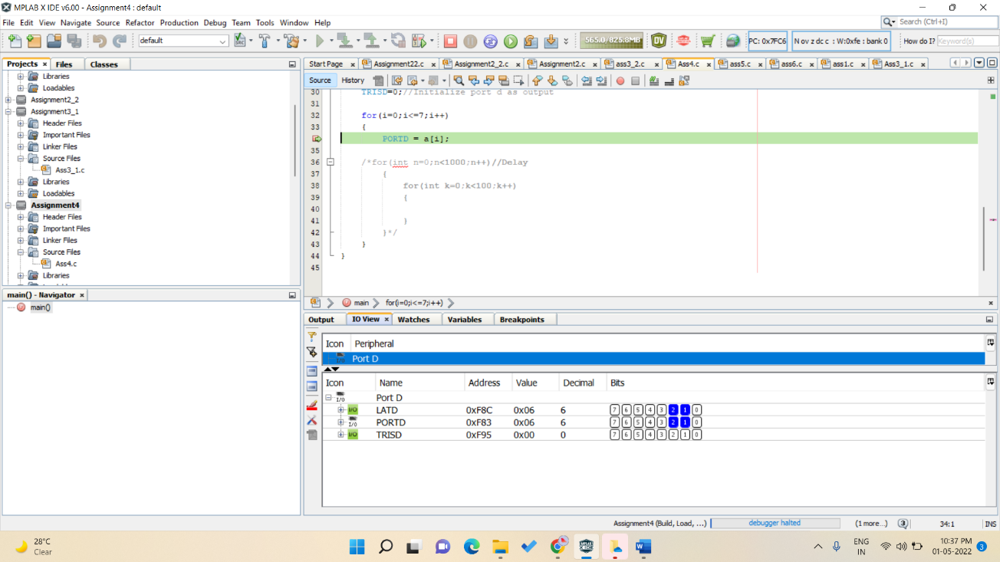 MPLAB X IDE v6.00 - Assignment4 : default
File Edit View Navigate Source Refactor Production Debug Team Tools Window Help
Search (Ctrl+I)
default
565.0/825.8MB
PC: 0x7FC6
N ov z dc c : W:0xfe : bank 0
How do I?
Keyword(s)
Projects
Files
Classes
Libraries
Loadables
Assignment2_2
Assignment3_1
Header Files
Important Files
Linker Files
Source Files
Ass3_1.c
Libraries
Loadables
Assignment4
Header Files
Important Files
Linker Files
Source Files
Ass4.c
Libraries
main() - Navigator
main()
Start Page
Assignment22.c
Assignment2_2.c
Assignment2.c
ass3_2.c
Ass4.c
ass5.c
ass6.c
ass1.c
Ass3_1.c
Source History
30 TRISD=0;//Initialize port d as output
31
32 for(i=0;i<=7;i++)
33 {
PORTD = a[i];
35
36 /*for(int n=0;n<1000;n++)//Delay
37 {
38 for(int k=0;k<100;k++)
39 {
40
41 }
42 }*/
43 }
44 }
45
main
for(i=0;i<=7;i++)
Output
IO View
Watches
Variables
Breakpoints
Icon Peripheral
Port D
Icon Name Address Value Decimal Bits
Port D
LATD 0xF8C 0x06 6 7 6 5 4 3 2 1 0
PORTD 0xF83 0x06 6 7 6 5 4 3 2 1 0
TRISD 0xF95 0x00 0 7 6 5 4 3 2 1 0
Assignment4 (Build, Load, ...)
debugger halted
(1 more...)
3
34:1
INS
28°C
Clear
ENG
IN
10:37 PM
01-05-2022
3